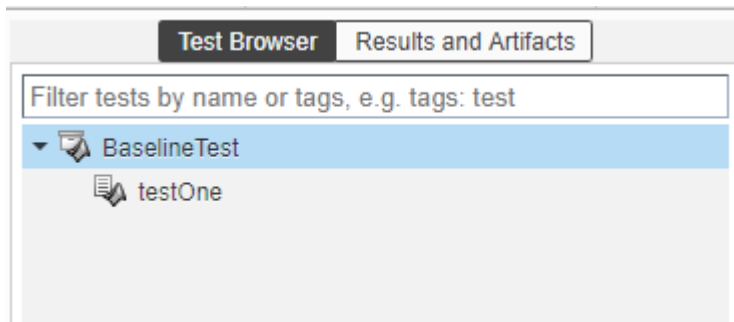 Test Browser Results and Artifacts
Filter tests by name or tags, e.g. tags: test
BaselineTest
testOne